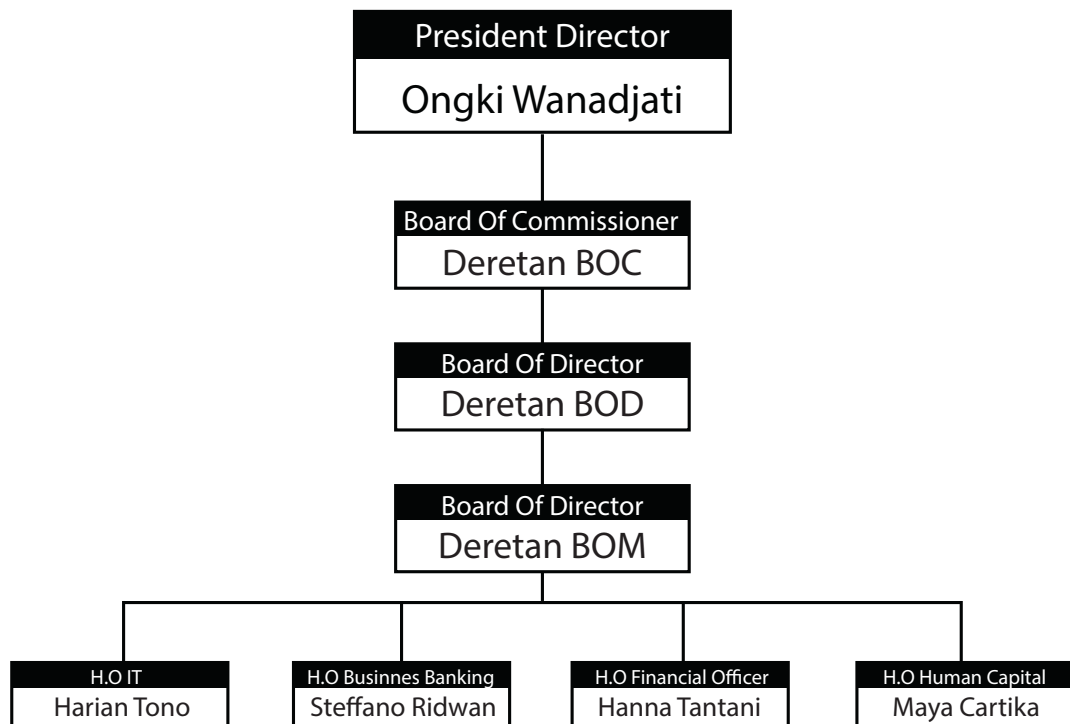 President Director
Ongki Wanadjati
Board Of Commissioner
Deretan BOC
Board Of Director
Deretan BOD
Board Of Director
Deretan BOM
H.O IT
Harian Tono
H.O Businnes Banking
Steffano Ridwan
H.O Financial Officer
Hanna Tantani
H.O Human Capital
Maya Cartika